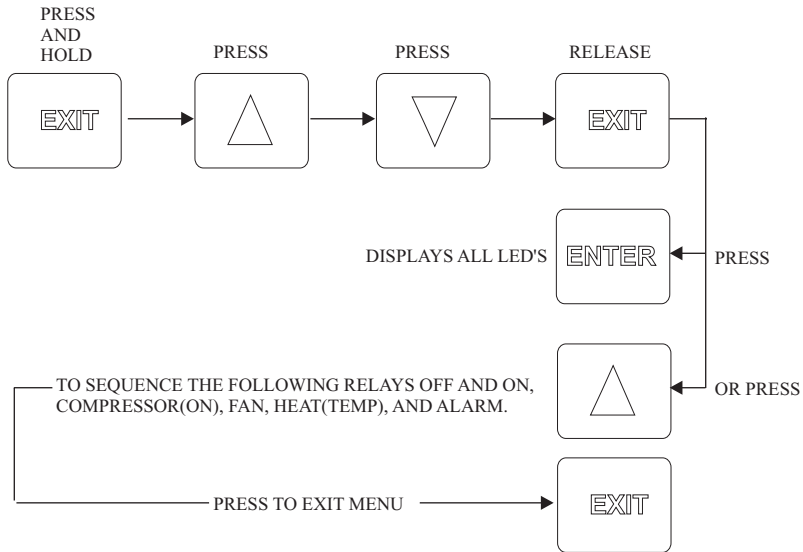 PRESS
AND
HOLD
PRESS
PRESS
RELEASE
EXIT
EXIT
DISPLAYS ALL LED'S
ENTER
PRESS
OR PRESS
TO SEQUENCE THE FOLLOWING RELAYS OFF AND ON,
COMPRESSOR(ON), FAN, HEAT(TEMP), AND ALARM.
PRESS TO EXIT MENU
EXIT